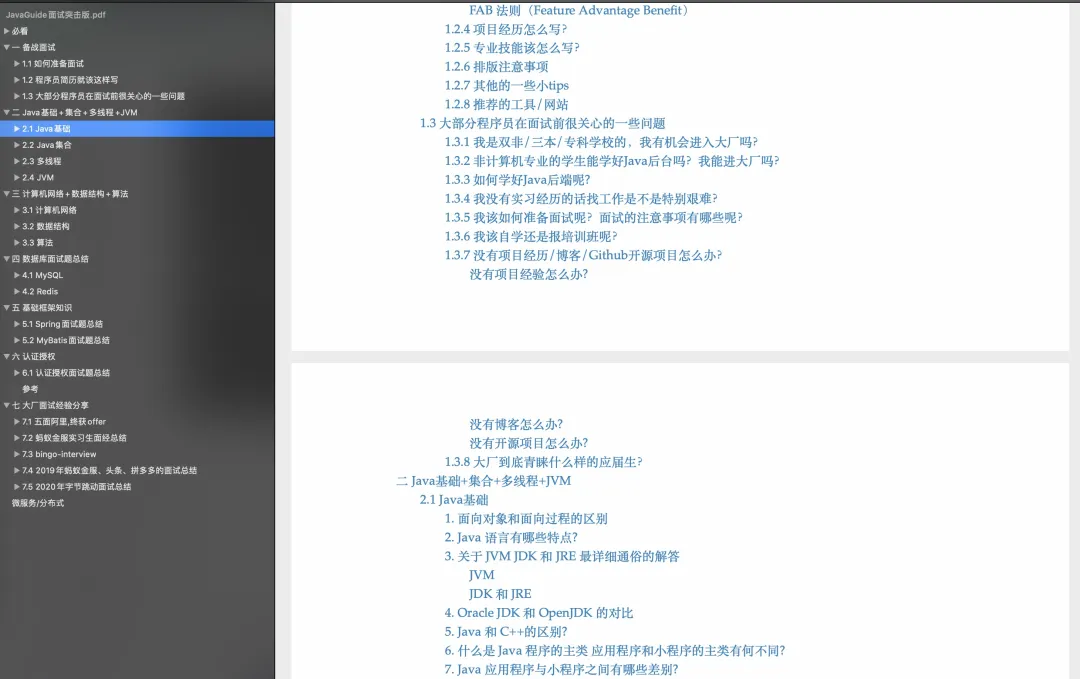 JavaGuide面试突击版.pdf
必看
一 备战面试
1.1 如何准备面试
1.2 程序员简历就该这样写
1.3 大部分程序员在面试前很关心的一些问题
二 Java基础+集合+多线程+JVM
2.1 Java基础
2.2 Java集合
2.3 多线程
2.4 JVM
三 计算机网络+数据结构+算法
3.1 计算机网络
3.2 数据结构
3.3 算法
四 数据库面试题总结
4.1 MySQL
4.2 Redis
五 基础框架知识
5.1 Spring面试题总结
5.2 MyBatis面试题总结
六 认证授权
6.1 认证授权面试题总结
参考
七 大厂面试经验分享
7.1 五面阿里,终获offer
7.2 蚂蚁金服实习生面经总结
7.3 bingo-interview
7.4 2019年蚂蚁金服、头条、拼多多的面试总结
7.5 2020年字节跳动面试总结
微服务/分布式
FAB 法则（Feature Advantage Benefit）
1.2.4 项目经历怎么写?
1.2.5 专业技能该怎么写?
1.2.6 排版注意事项
1.2.7 其他的一些小tips
1.2.8 推荐的工具/网站
1.3 大部分程序员在面试前很关心的一些问题
1.3.1 我是双非/三本/专科学校的，我有机会进入大厂吗?
1.3.2 非计算机专业的学生能学好Java后台吗？我能进大厂吗?
1.3.3 如何学好Java后端呢?
1.3.4 我没有实习经历的话找工作是不是特别艰难?
1.3.5 我该如何准备面试呢？面试的注意事项有哪些呢?
1.3.6 我该自学还是报培训班呢?
1.3.7 没有项目经历/博客/Github开源项目怎么办?
没有项目经验怎么办?
没有博客怎么办?
没有开源项目怎么办?
1.3.8 大厂到底青睐什么样的应届生?
二 Java基础+集合+多线程+JVM
2.1 Java基础
1. 面向对象和面向过程的区别
2. Java 语言有哪些特点?
3. 关于 JVM JDK 和 JRE 最详细通俗的解答
JVM
JDK 和 JRE
4. Oracle JDK 和 OpenJDK 的对比
5. Java 和 C++的区别?
6. 什么是 Java 程序的主类 应用程序和小程序的主类有何不同?
7. Java 应用程序与小程序之间有哪些差别?